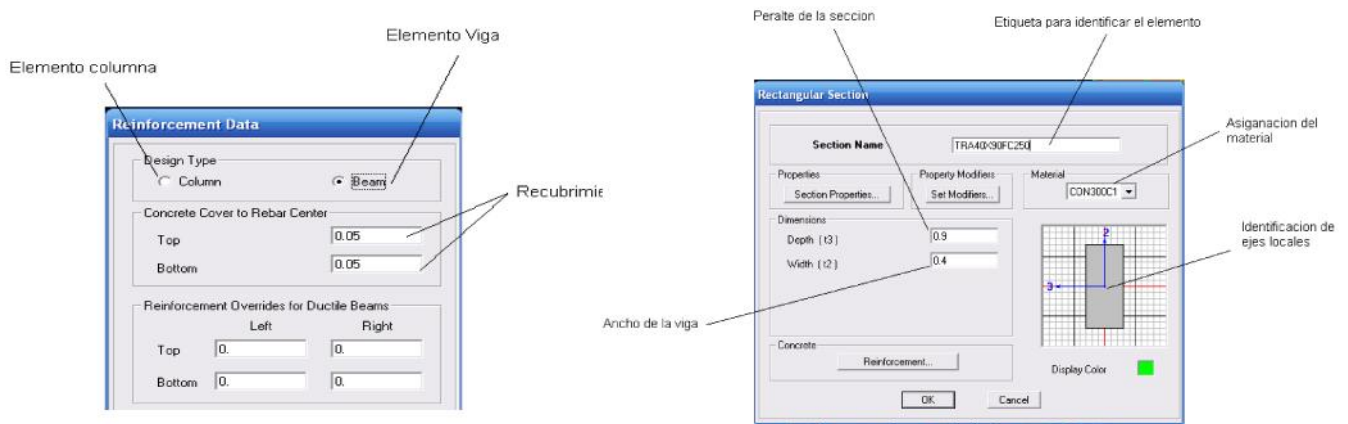 Elemento Viga
Elemento columna
Reinforcement Data
Design Type
Column
Beam
Recubrimie
Concrete Cover to Rebar Center
Top
0.05
Bottom
0.05
Reinforcement Overrides for Ductile Beams
Left Right
Top 0. 0.
Bottom 0. 0.
Peralte de la seccion
Etiqueta para identificar el elemento
Rectangular Section
Asiganacion del
material
Section Name TRA40X90FC250
Properties
Section Properties...
Property Modifiers
Set Modifiers...
Material
CON300C1
Dimensions
Depth ( t3 ) 0.9
Width ( t2 ) 0.4
2
3
Identificacion de
ejes locales
Ancho de la viga
Concrete
Reinforcement...
Display Color
OK Cancel